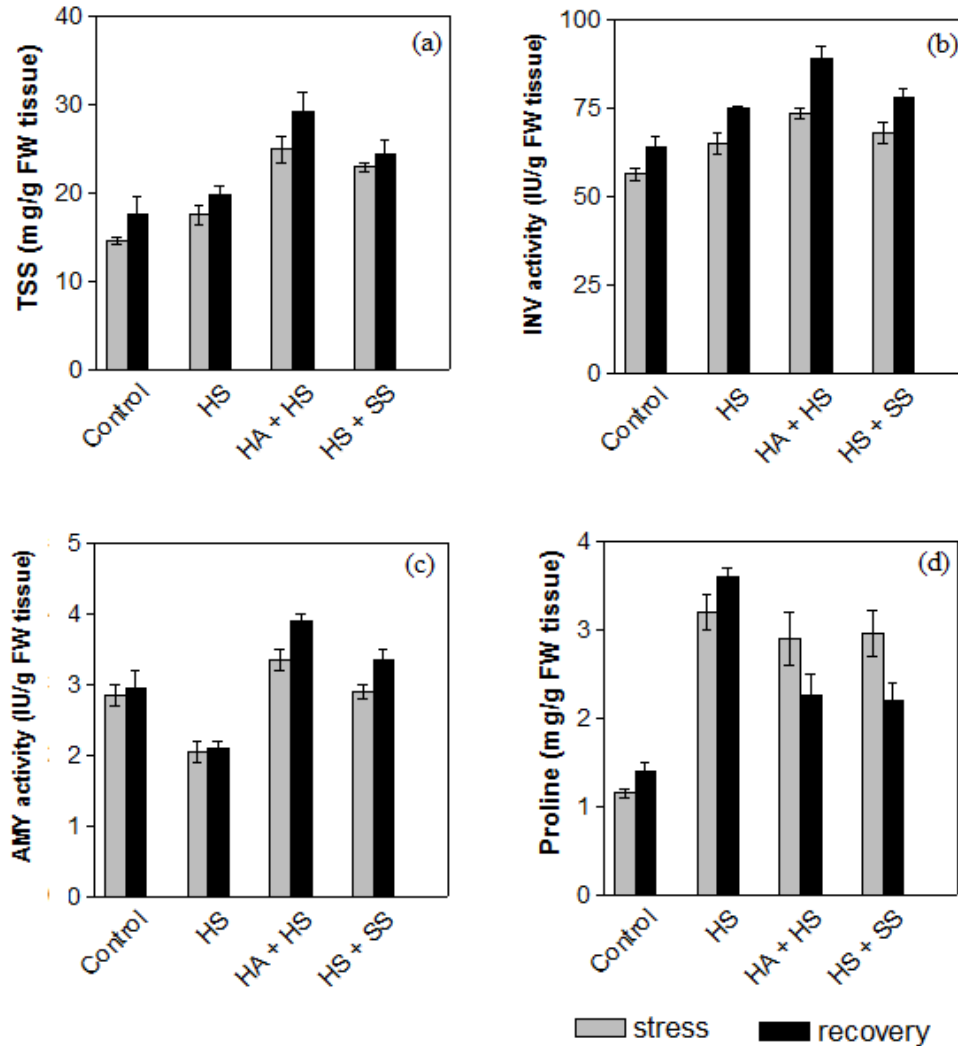 (a)
TSS (mg/g FW tissue)
40
30
20
10
0
Control
HS
HA + HS
HS + SS
(b)
INV activity (IU/g FW tissue)
100
75
50
25
0
Control
HS
HA + HS
HS + SS
(c)
AMY activity (IU/g FW tissue)
5
4
3
2
1
0
Control
HS
HA + HS
HS + SS
(d)
Proline (mg/g FW tissue)
4
3
2
1
0
Control
HS
HA + HS
HS + SS
stress
recovery